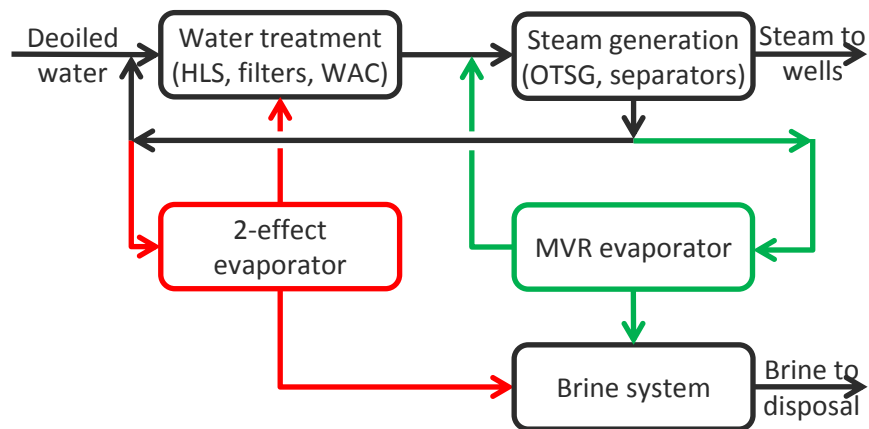 Deoiled
water
Water treatment
(HLS, filters, WAC)
Steam generation
(OTSG, separators)
Steam to
wells
2-effect
evaporator
MVR evaporator
Brine system
Brine to
disposal